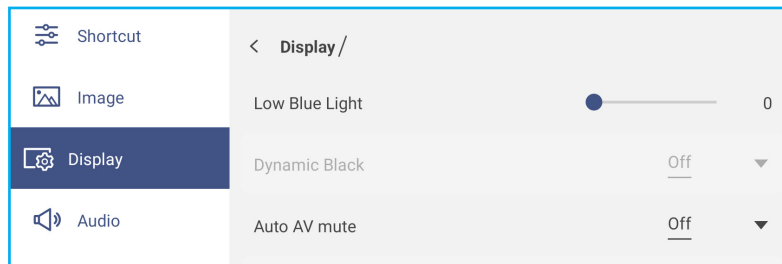 Shortcut
Image
Display
Audio
Display/
Low Blue Light 0
Dynamic Black Off
Auto AV mute Off